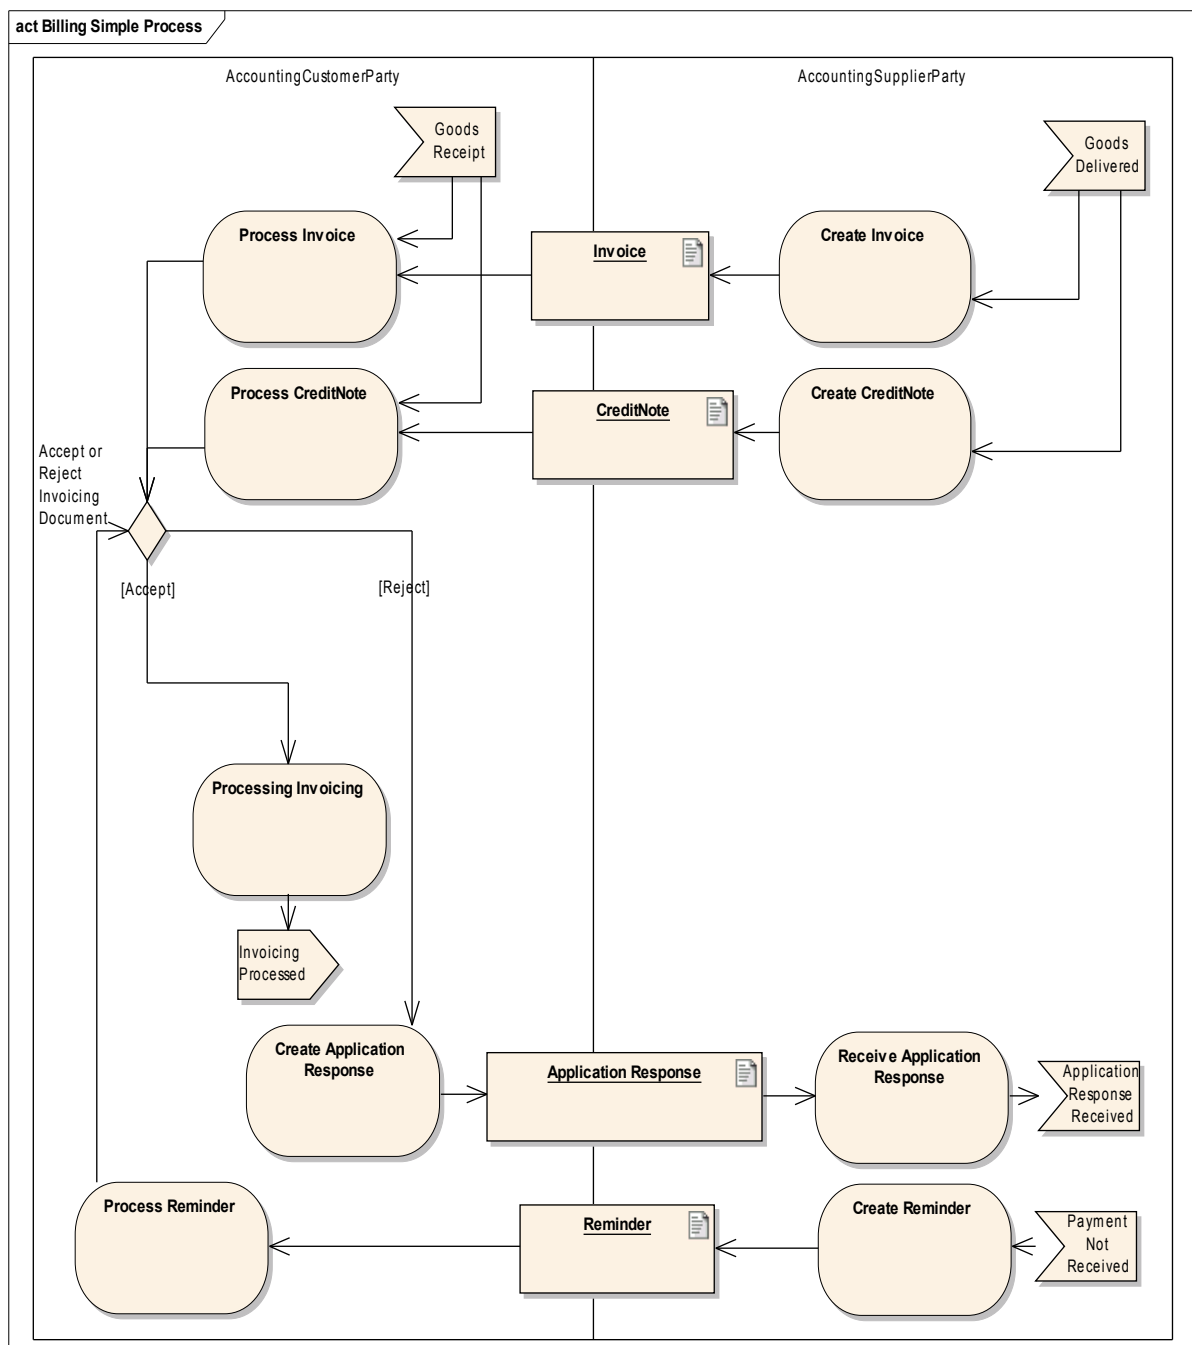 act Billing Simple Process
AccountingCustomerParty
AccountingSupplierParty
Goods
Receipt
Goods
Delivered
Process Invoice
Invoice
Create Invoice
Process CreditNote
CreditNote
Create CreditNote
Accept or
Reject
Invoicing
Document
[Accept]
[Reject]
Processing Invoicing
Invoicing
Processed
Create Application
Response
Application Response
Receive Application
Response
Application
Response
Received
Process Reminder
Reminder
Create Reminder
Payment
Not
Received